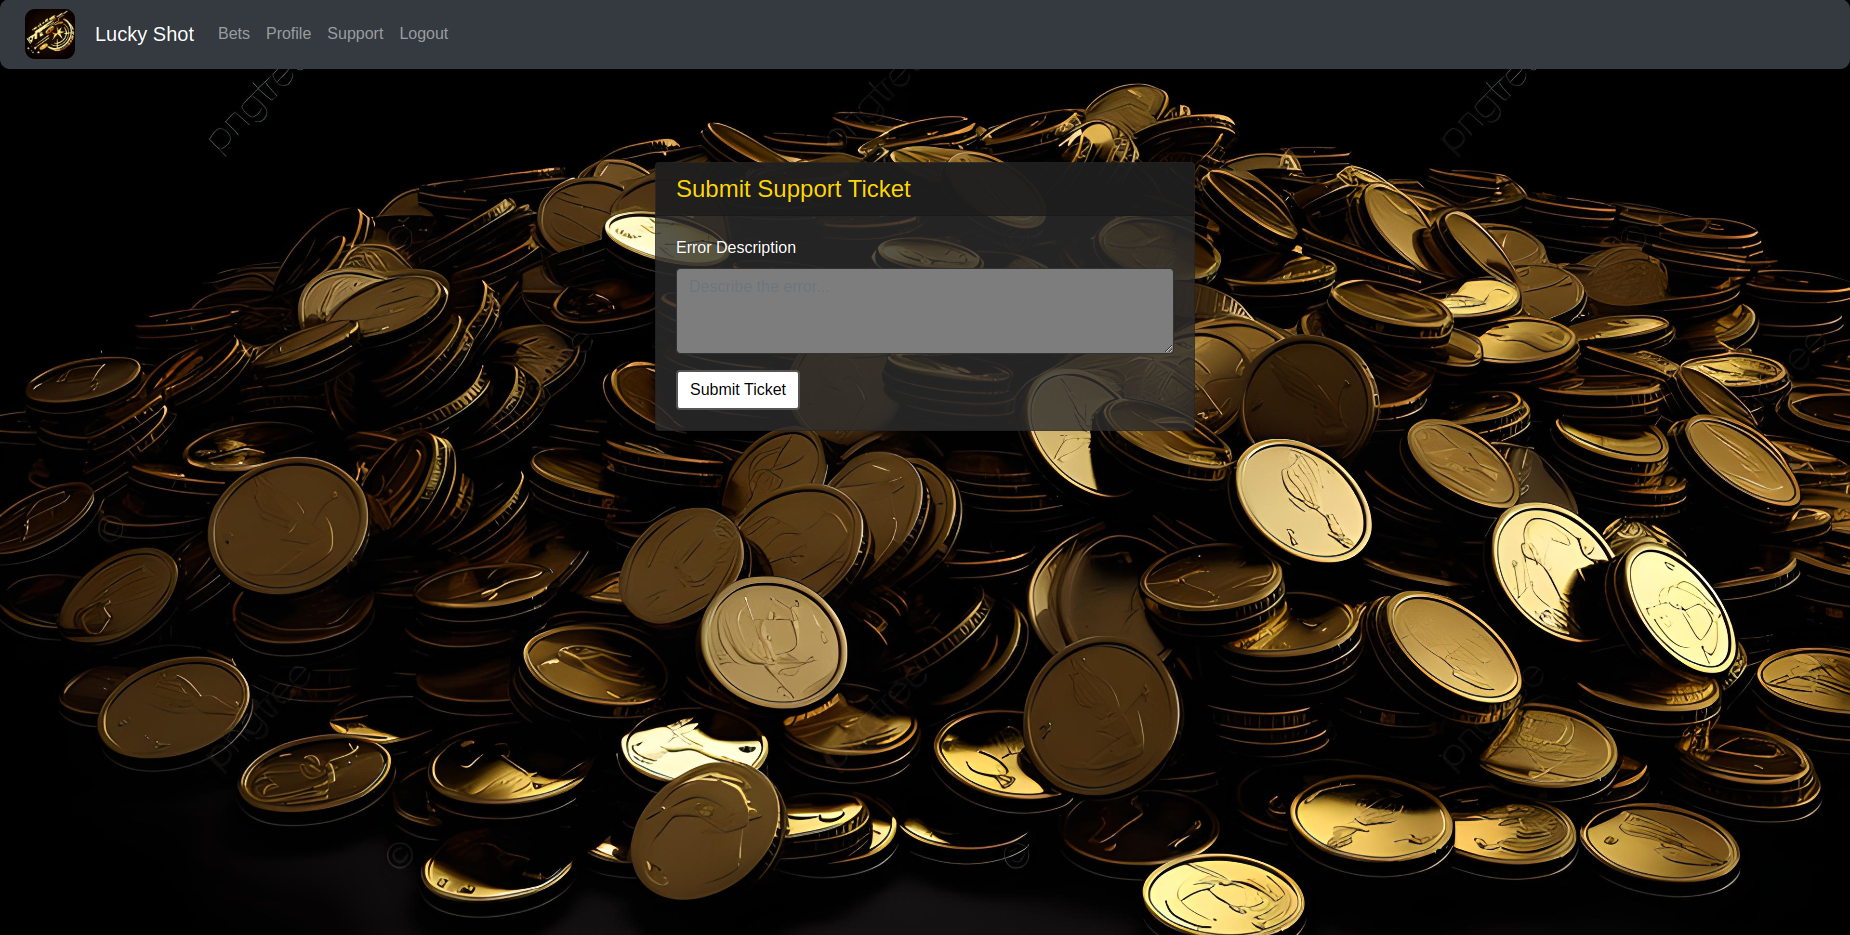 Lucky Shot Bets Profile Support Logout
pngtree pngtree pngtree
Submit Support Ticket
Error Description
Describe the error...
Submit Ticket
pngtree pngtree pngtree